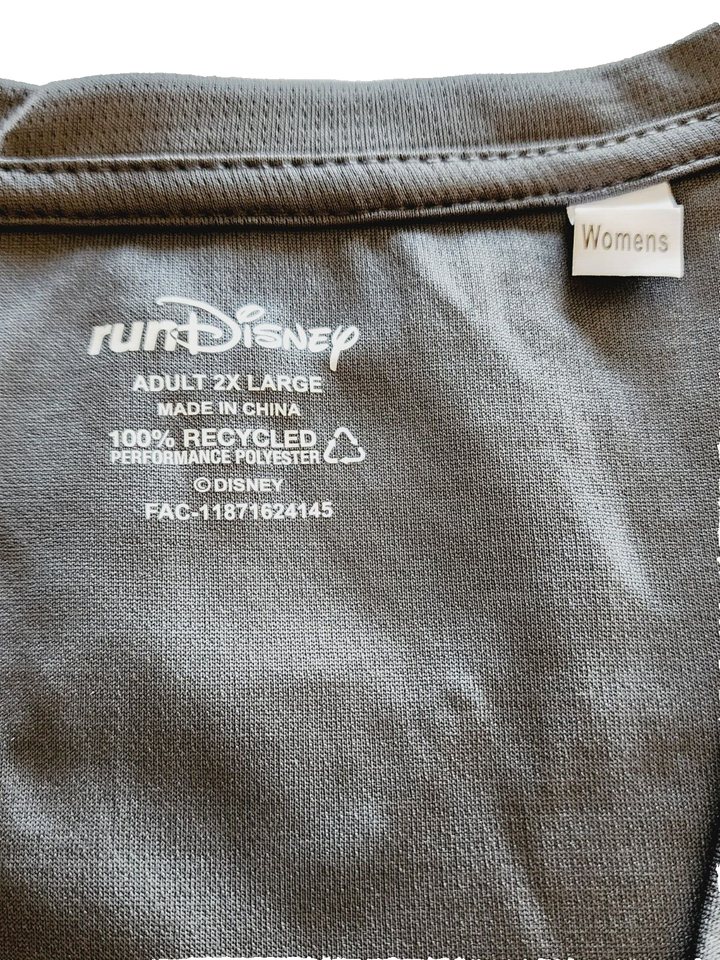 Womens
runDisney
ADULT 2X LARGE
MADE IN CHINA
100% RECYCLED
PERFORMANCE POLYESTER
©DISNEY
FAC-11871624145